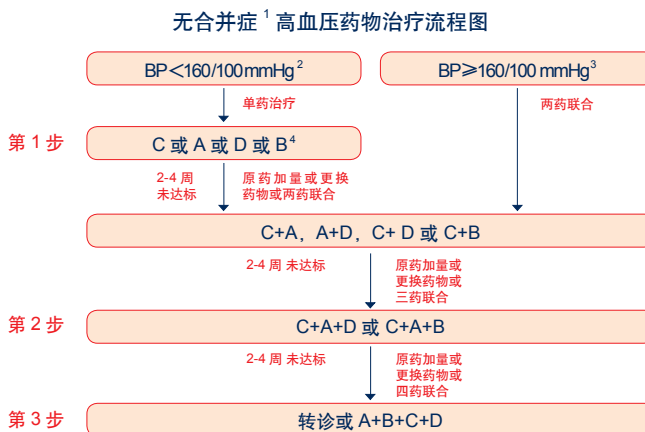 无合并症¹高血压药物治疗流程图
BP＜160/100mmHg²
BP≥160/100 mmHg³
单药治疗
两药联合
第1步
C 或 A 或 D 或 B⁴
2-4 周
未达标
原药加量或更换
药物或两药联合
C+A，A+D，C+ D 或 C+B
2-4 周 未达标
原药加量或
更换药物或
三药联合
第2步
C+A+D 或 C+A+B
2-4 周 未达标
原药加量或
更换药物或
四药联合
第3步
转诊或 A+B+C+D